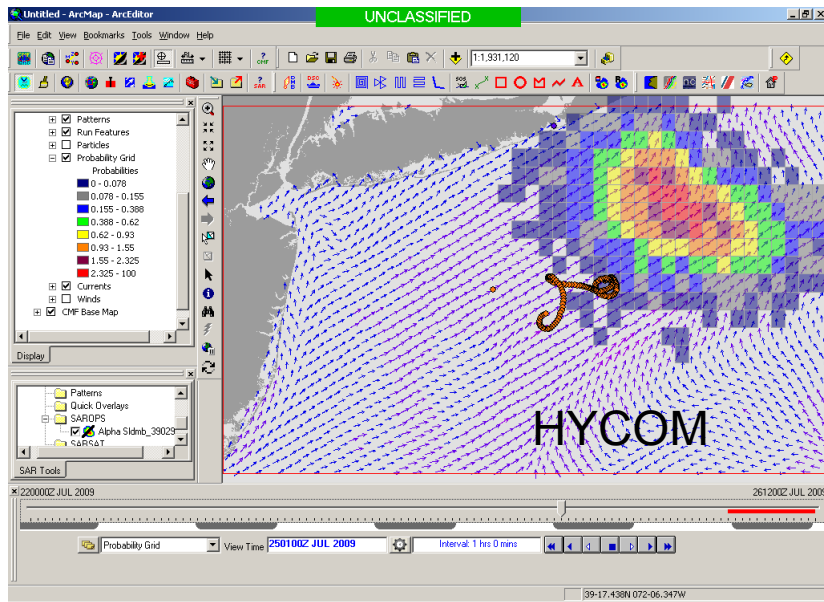 Untitled - ArcMap - ArcEditor
UNCLASSIFIED
File Edit View Bookmarks Tools Window Help
?
CMF
1:1,931,120
?
SAR
DSC
SOS
Patterns
Run Features
Particles
Probability Grid
Probabilities
0 - 0.078
0.078 - 0.155
0.155 - 0.388
0.388 - 0.62
0.62 - 0.93
0.93 - 1.55
1.55 - 2.325
2.325 - 100
Currents
Winds
CMF Base Map
Display
Patterns
Quick Overlays
SAROPS
Alpha Sldmb_39029
SARSAT
SAR Tools
HYCOM
220000Z JUL 2009
261200Z JUL 2009
Probability Grid
View Time
250100Z JUL 2009
Interval: 1 hrs 0 mins
39-17.438N 072-06.347W